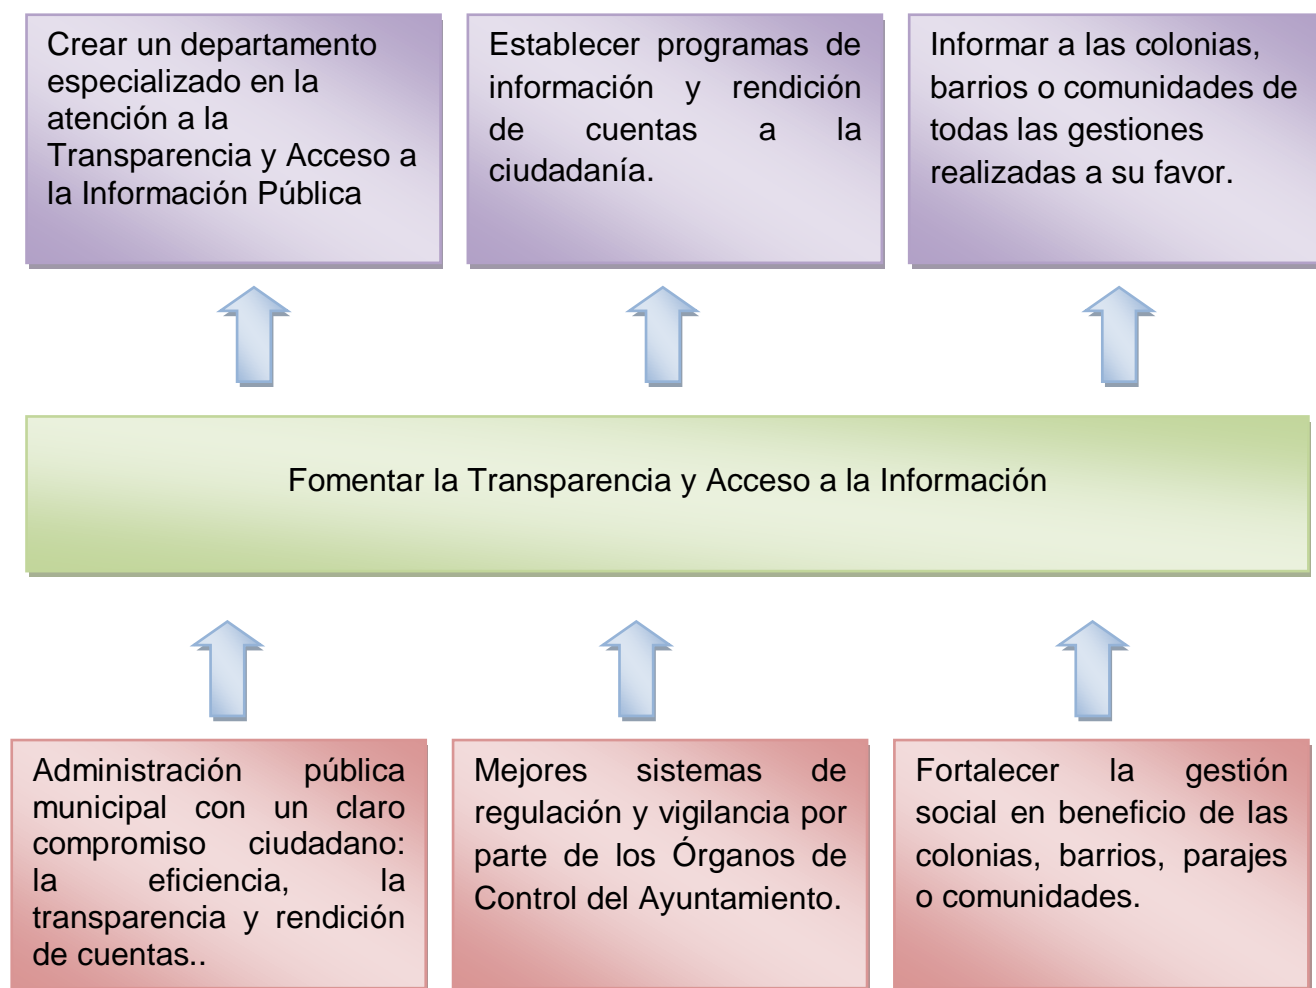 Crear un departamento
especializado en la
atención a la
Transparencia y Acceso a
la Información Pública
Establecer programas de
información y rendición
de cuentas a la
ciudadanía.
Informar a las colonias,
barrios o comunidades de
todas las gestiones
realizadas a su favor.
Fomentar la Transparencia y Acceso a la Información
Administración pública
municipal con un claro
compromiso ciudadano:
la eficiencia, la
transparencia y rendición
de cuentas..
Mejores sistemas de
regulación y vigilancia por
parte de los Órganos de
Control del Ayuntamiento.
Fortalecer la gestión
social en beneficio de las
colonias, barrios, parajes
o comunidades.